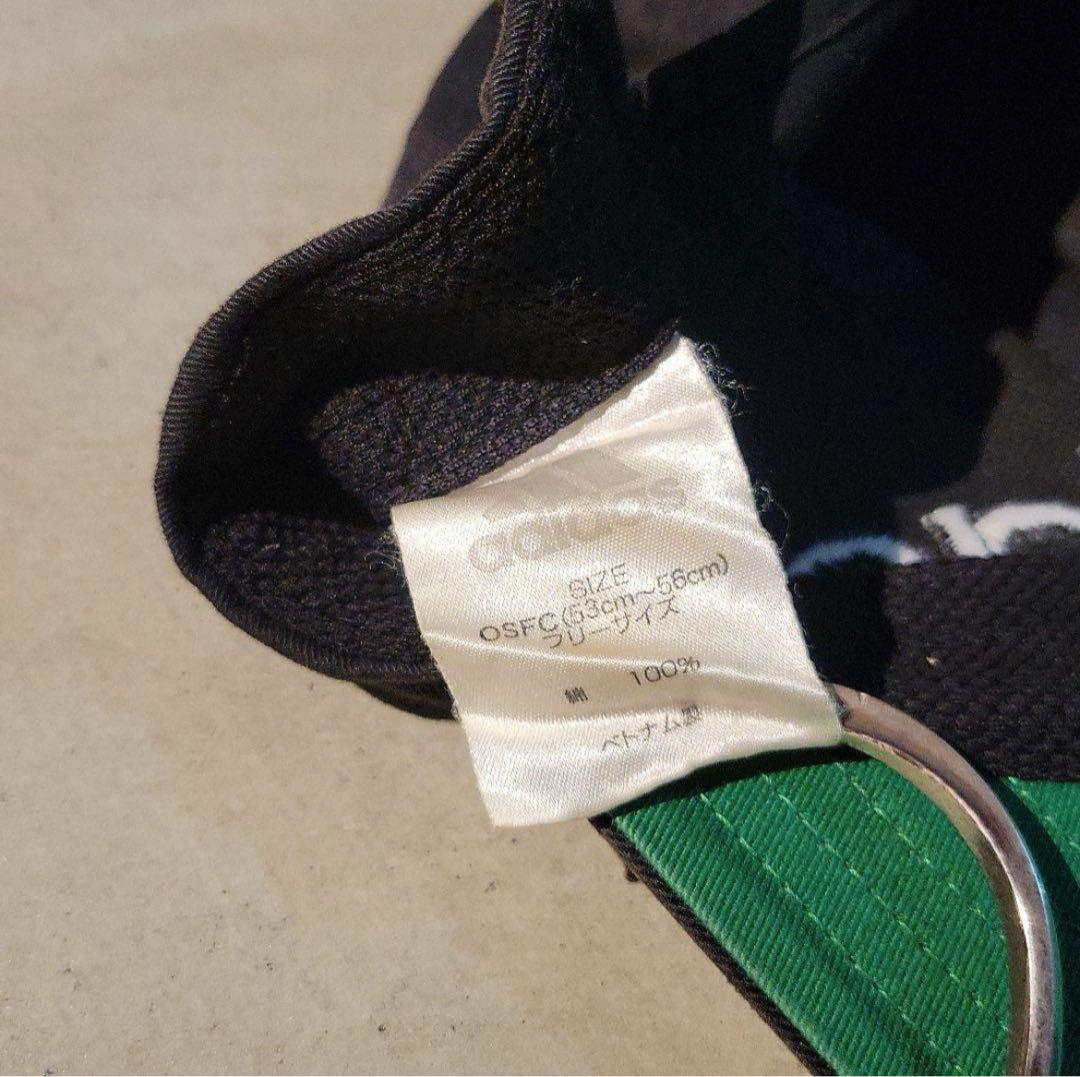 adidas
SIZE
OSFC(53cm～56cm)
フリーサイズ
綿 100%
ベトナム製